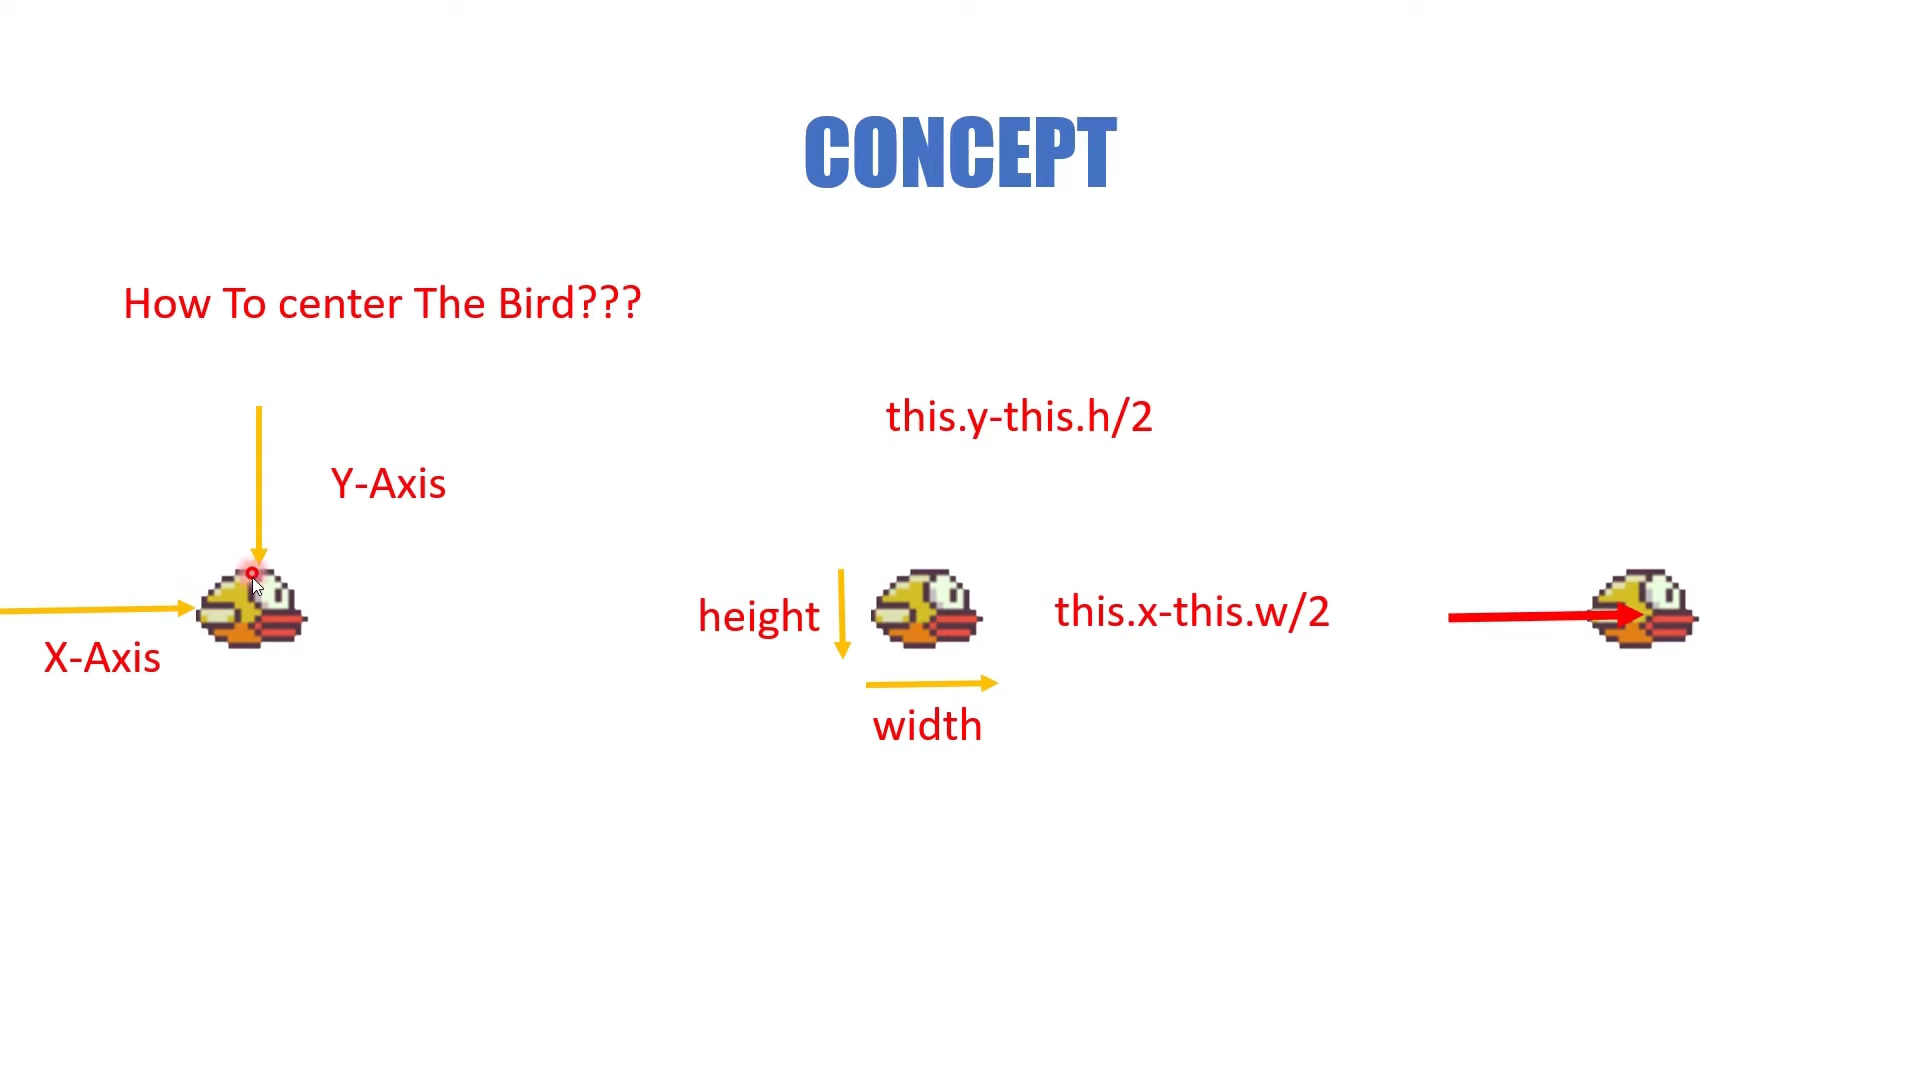 CONCEPT
How To center The Bird???
this.y-this.h/2
Y-Axis
X-Axis
height
this.x-this.w/2
width